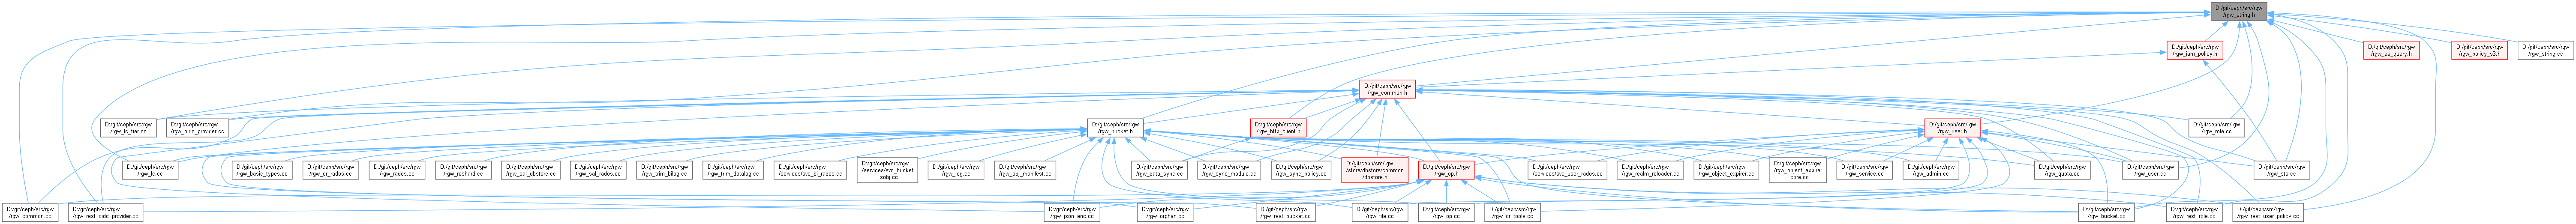 D:/git/ceph/src/rgw
/rgw_string.h
D:/git/ceph/src/rgw
/rgw_iam_policy.h
D:/git/ceph/src/rgw
/rgw_es_query.h
D:/git/ceph/src/rgw
/rgw_policy_s3.h
D:/git/ceph/src/rgw
/rgw_string.cc
D:/git/ceph/src/rgw
/rgw_common.h
D:/git/ceph/src/rgw
/rgw_lc_tier.cc
D:/git/ceph/src/rgw
/rgw_oidc_provider.cc
D:/git/ceph/src/rgw
/rgw_bucket.h
D:/git/ceph/src/rgw
/rgw_http_client.h
D:/git/ceph/src/rgw
/rgw_user.h
D:/git/ceph/src/rgw
/rgw_role.cc
D:/git/ceph/src/rgw
/rgw_lc.cc
D:/git/ceph/src/rgw
/rgw_basic_types.cc
D:/git/ceph/src/rgw
/rgw_cr_rados.cc
D:/git/ceph/src/rgw
/rgw_rados.cc
D:/git/ceph/src/rgw
/rgw_reshard.cc
D:/git/ceph/src/rgw
/rgw_sal_dbstore.cc
D:/git/ceph/src/rgw
/rgw_sal_rados.cc
D:/git/ceph/src/rgw
/rgw_trim_bilog.cc
D:/git/ceph/src/rgw
/rgw_trim_datalog.cc
D:/git/ceph/src/rgw
/services/svc_bi_rados.cc
D:/git/ceph/src/rgw
/services/svc_bucket
_sobj.cc
D:/git/ceph/src/rgw
/rgw_log.cc
D:/git/ceph/src/rgw
/rgw_obj_manifest.cc
D:/git/ceph/src/rgw
/rgw_data_sync.cc
D:/git/ceph/src/rgw
/rgw_sync_module.cc
D:/git/ceph/src/rgw
/rgw_sync_policy.cc
D:/git/ceph/src/rgw
/store/dbstore/common
/dbstore.h
D:/git/ceph/src/rgw
/rgw_op.h
D:/git/ceph/src/rgw
/services/svc_user_rados.cc
D:/git/ceph/src/rgw
/rgw_realm_reloader.cc
D:/git/ceph/src/rgw
/rgw_object_expirer.cc
D:/git/ceph/src/rgw
/rgw_object_expirer
_core.cc
D:/git/ceph/src/rgw
/rgw_service.cc
D:/git/ceph/src/rgw
/rgw_admin.cc
D:/git/ceph/src/rgw
/rgw_quota.cc
D:/git/ceph/src/rgw
/rgw_user.cc
D:/git/ceph/src/rgw
/rgw_sts.cc
D:/git/ceph/src/rgw
/rgw_common.cc
D:/git/ceph/src/rgw
/rgw_rest_oidc_provider.cc
D:/git/ceph/src/rgw
/rgw_json_enc.cc
D:/git/ceph/src/rgw
/rgw_orphan.cc
D:/git/ceph/src/rgw
/rgw_rest_bucket.cc
D:/git/ceph/src/rgw
/rgw_file.cc
D:/git/ceph/src/rgw
/rgw_op.cc
D:/git/ceph/src/rgw
/rgw_cr_tools.cc
D:/git/ceph/src/rgw
/rgw_bucket.cc
D:/git/ceph/src/rgw
/rgw_rest_role.cc
D:/git/ceph/src/rgw
/rgw_rest_user_policy.cc